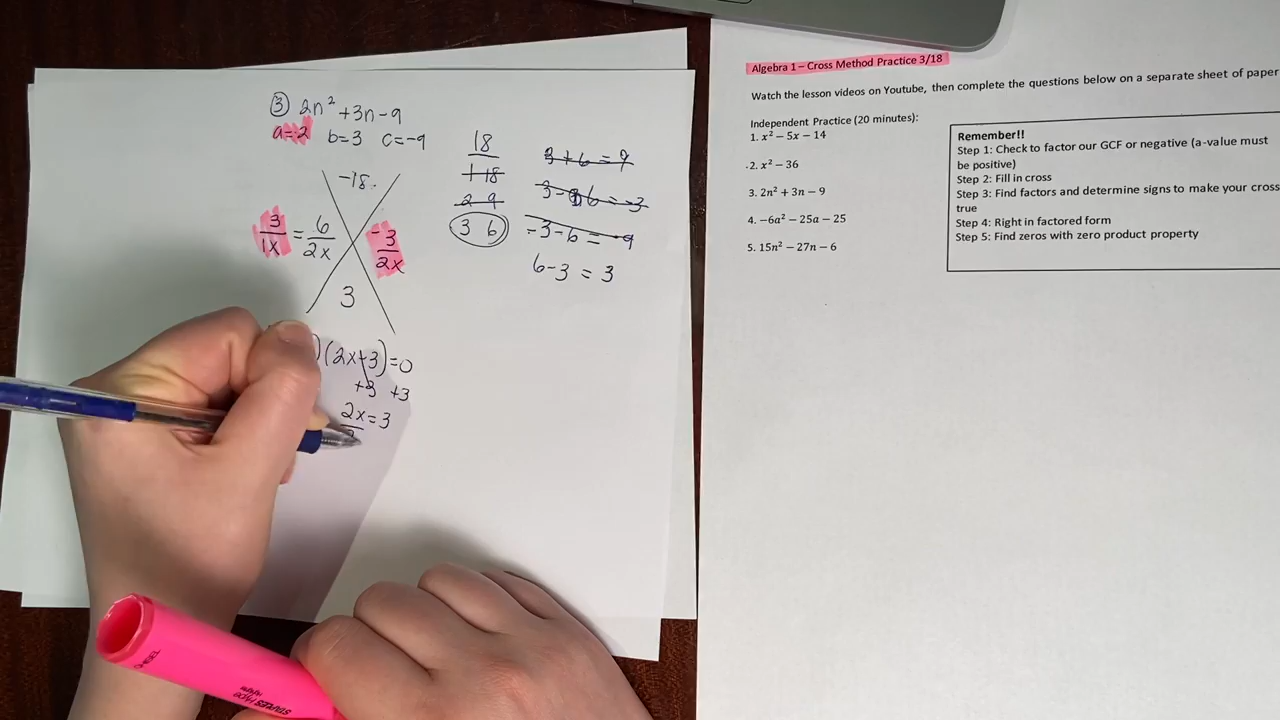 ③ 2n² + 3n - 9
a=2 b=3 c=-9
-18
3/1x = 6/2x
-3/2x
3
)(2x-3)=0
+3 +3
2x=3
18
1 18
2 9
3 6
3+6=9
-3-6=-9
6-3=3
Algebra 1 – Cross Method Practice 3/18
Watch the lesson videos on Youtube, then complete the questions below on a separate sheet of paper
Independent Practice (20 minutes):
1. x² – 5x – 14
2. x² – 36
3. 2n² + 3n – 9
4. –6a² – 25a – 25
5. 15n² – 27n – 6
Remember!!
Step 1: Check to factor our GCF or negative (a-value must
be positive)
Step 2: Fill in cross
Step 3: Find factors and determine signs to make your cross
true
Step 4: Right in factored form
Step 5: Find zeros with zero product property